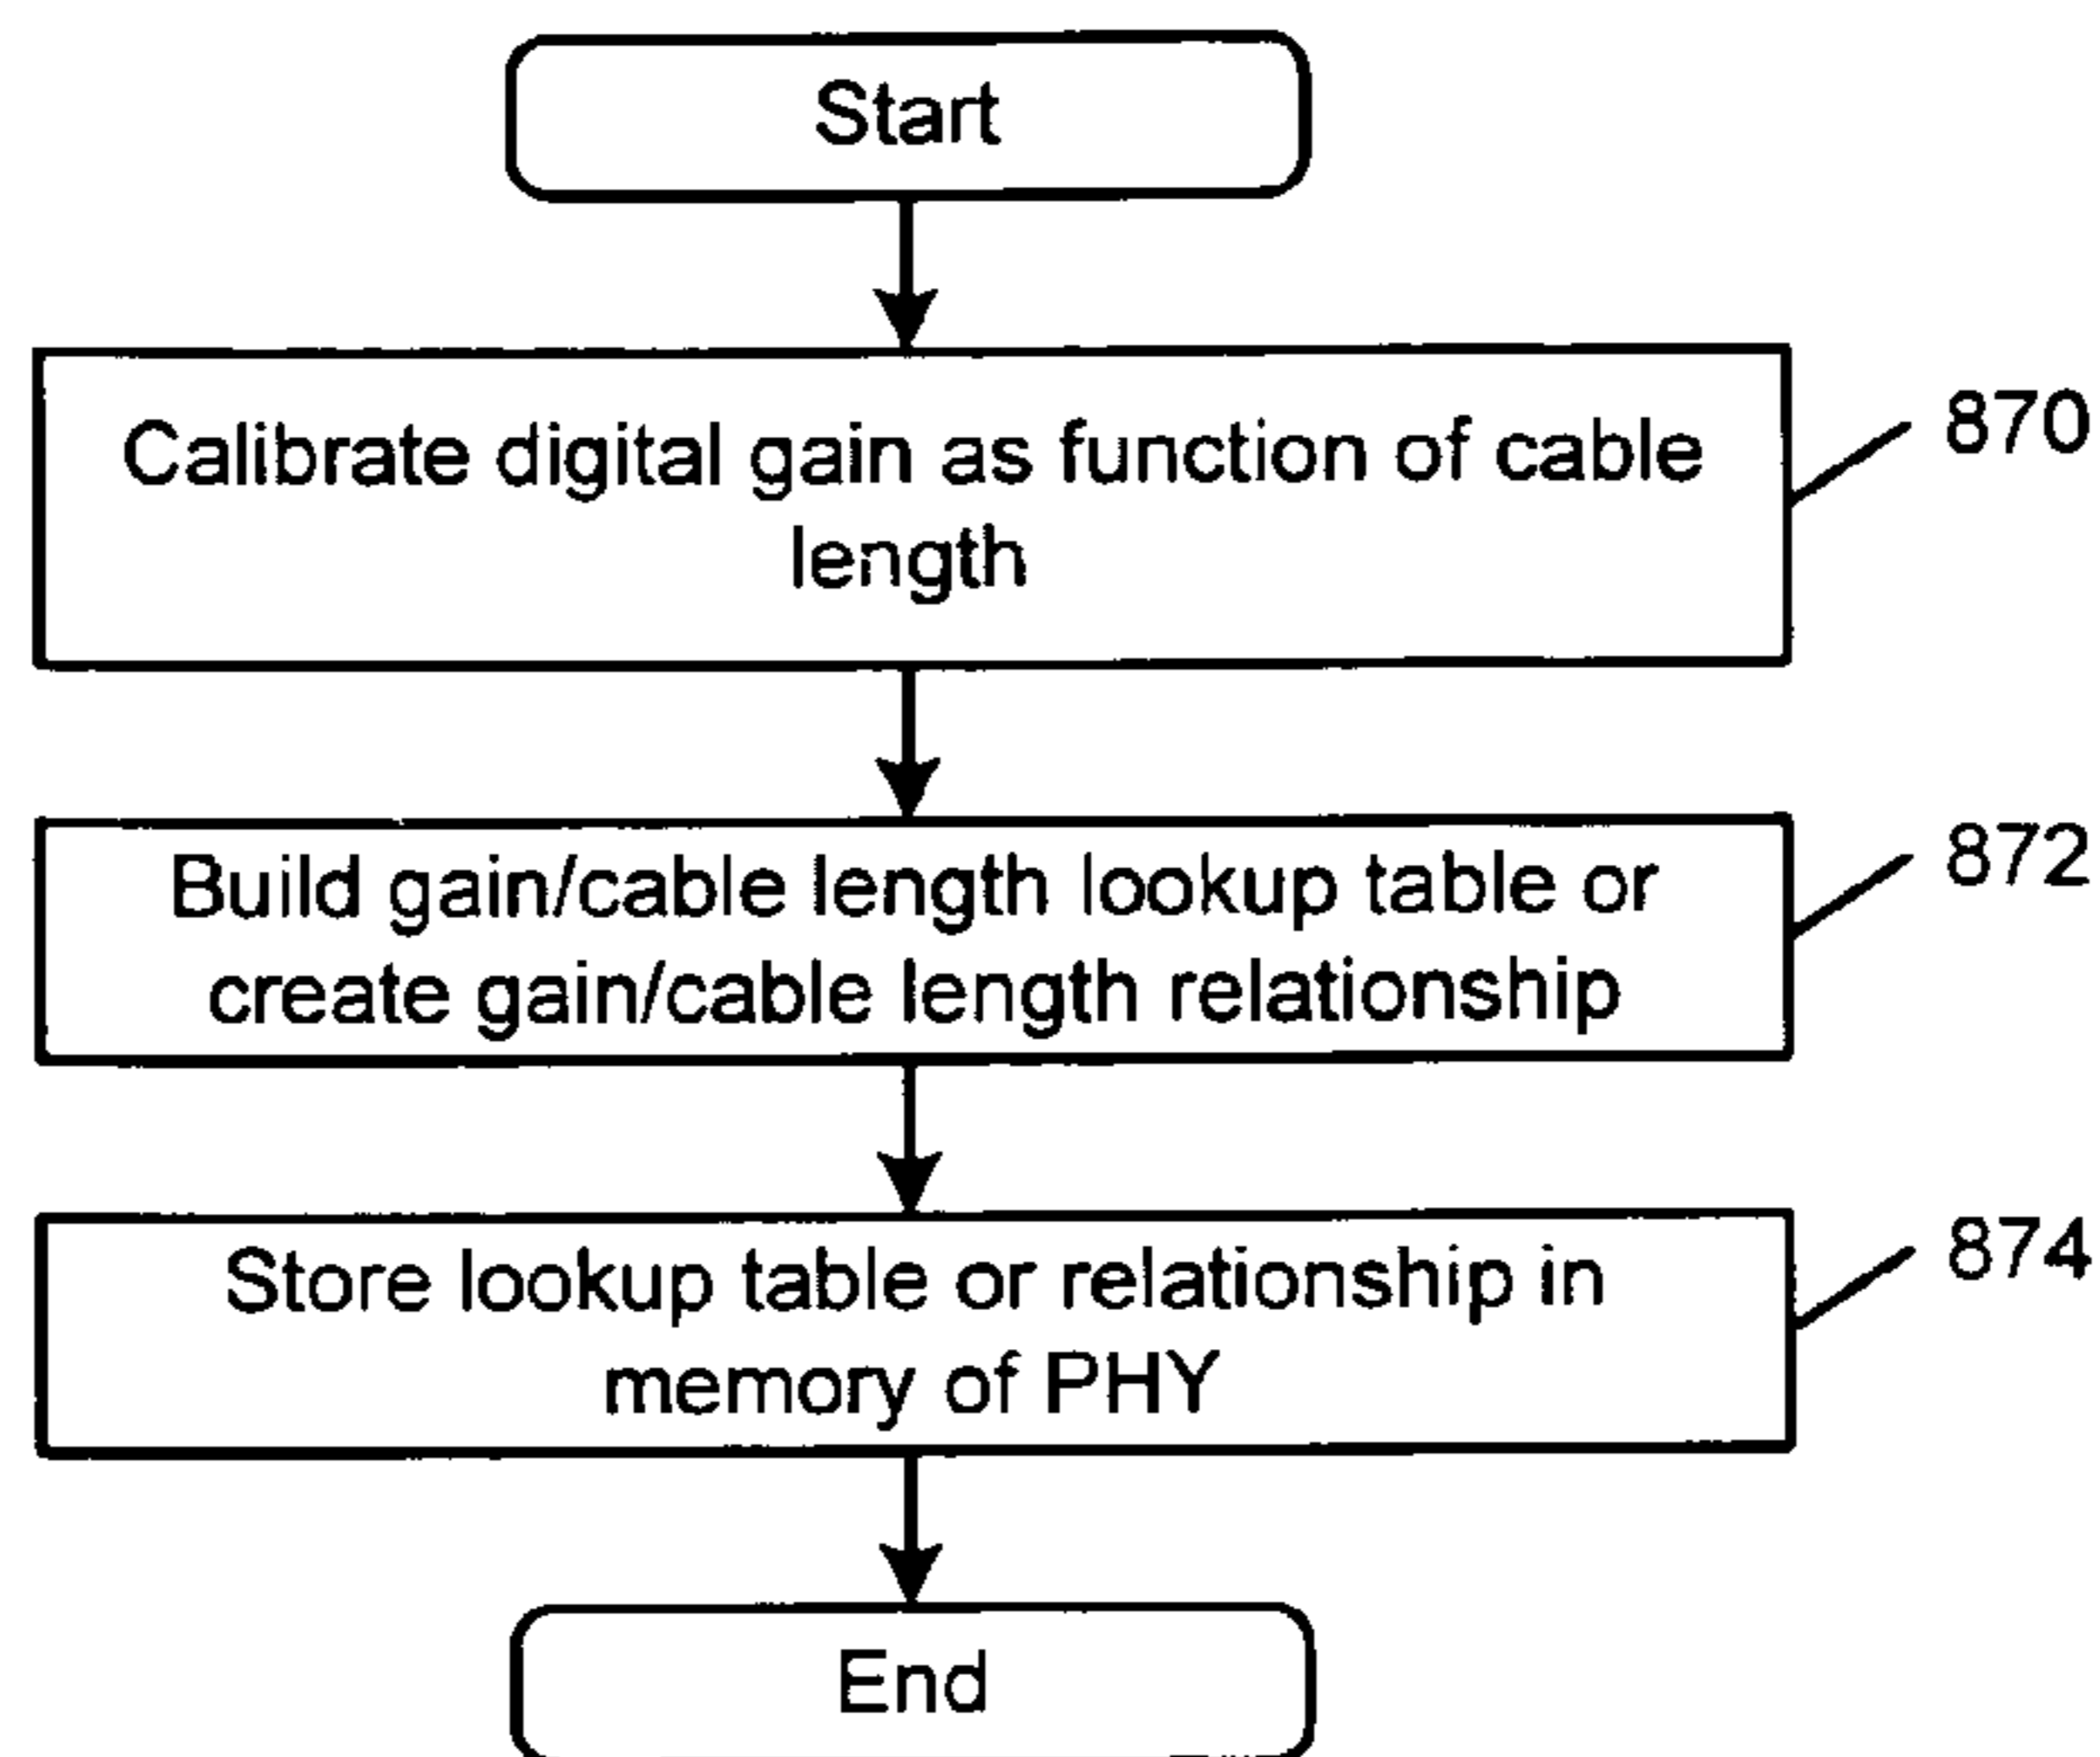 Start
Calibrate digital gain as function of cable
length
870
Build gain/cable length lookup table or
create gain/cable length relationship
872
Store lookup table or relationship in
memory of PHY
874
End